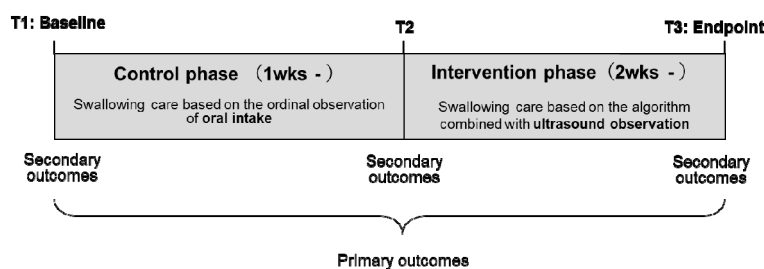 T1: Baseline T2 T3: Endpoint
Control phase （1wks -） Intervention phase （2wks -）
Swallowing care based on the ordinal observation Swallowing care based on the algorithm
of oral intake combined with ultrasound observation
Secondary Secondary Secondary
outcomes outcomes outcomes
Primary outcomes